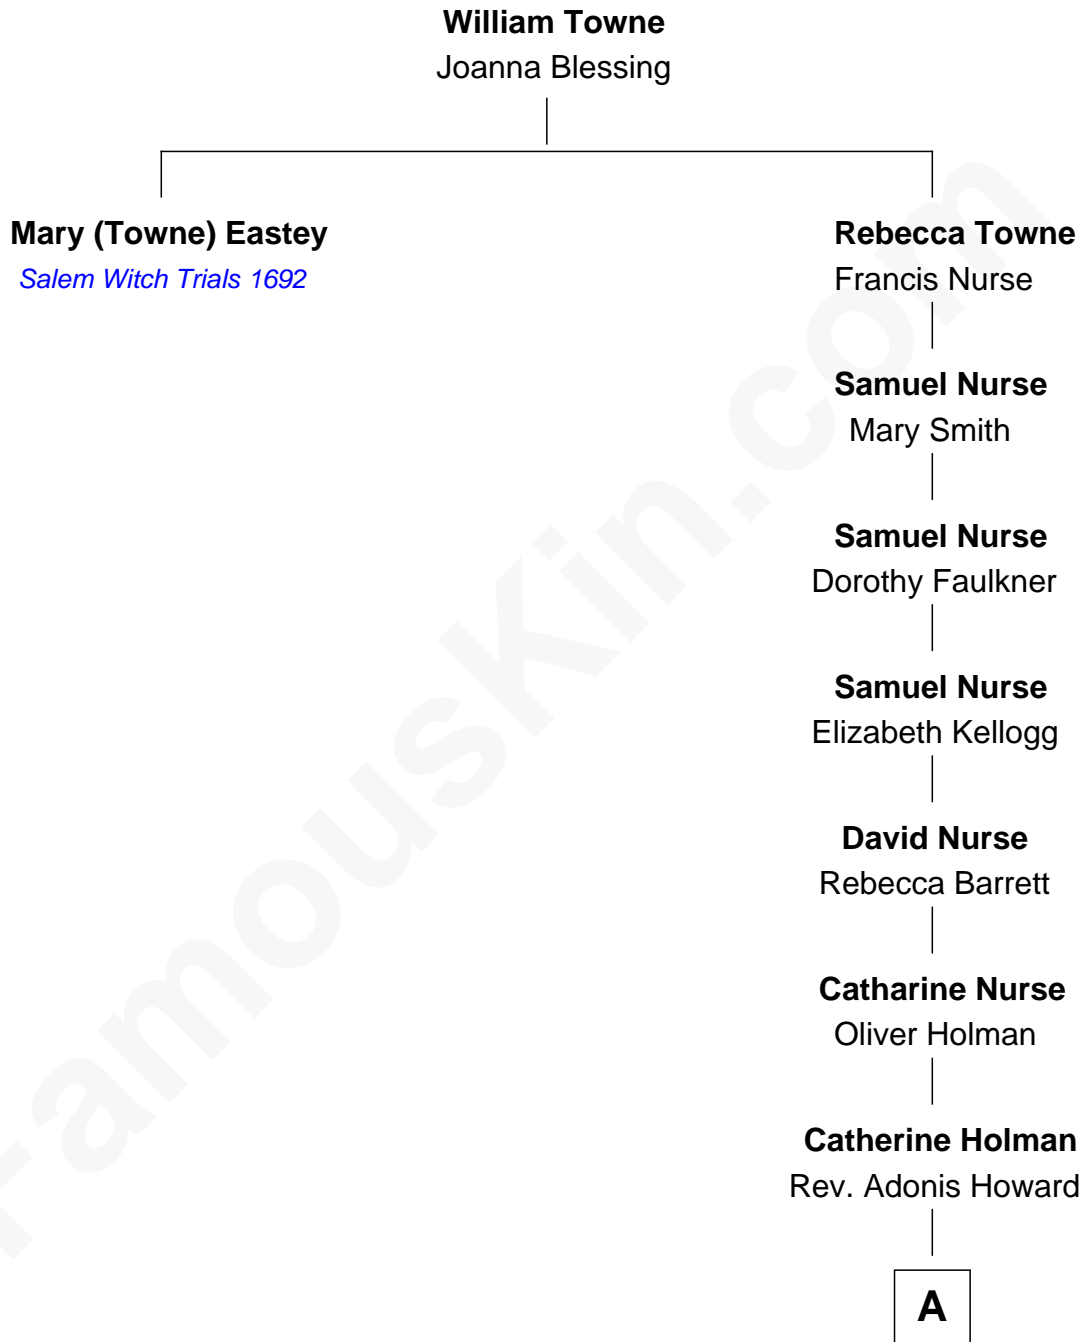 William Towne
Joanna Blessing
Mary (Towne) Eastey
Salem Witch Trials 1692
Rebecca Towne
Francis Nurse
Samuel Nurse
Mary Smith
Samuel Nurse
Dorothy Faulkner
Samuel Nurse
Elizabeth Kellogg
David Nurse
Rebecca Barrett
Catharine Nurse
Oliver Holman
Catherine Holman
Rev. Adonis Howard
A
FamousKin.com